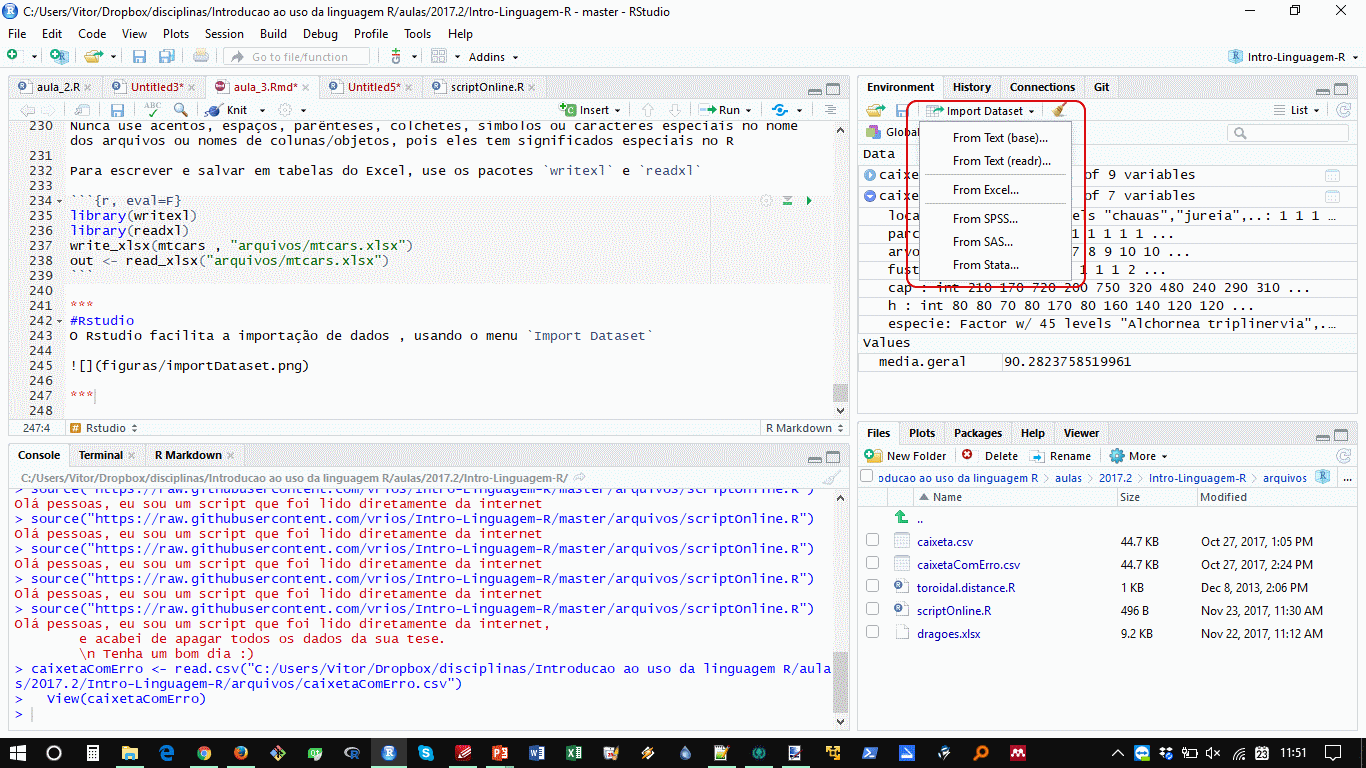 C:/Users/Vitor/Dropbox/disciplinas/Introducao ao uso da linguagem R/aulas/2017.2/Intro-Linguagem-R - master - RStudio
File Edit Code View Plots Session Build Debug Profile Tools Help
Go to file/function Addins Intro-Linguagem-R
aula_2.R Untitled3* aula_3.Rmd* Untitled5* scriptOnline.R
ABC Knit Insert Run
230 Nunca use acentos, espaços, parênteses, colchetes, símbolos ou caracteres especiais no nome
dos arquivos ou nomes de colunas/objetos, pois eles tem significados especiais no R
231
232 Para escrever e salvar em tabelas do Excel, use os pacotes `writexl` e `readxl`
233
234 ```{r, eval=F}
235 library(writexl)
236 library(readxl)
237 write_xlsx(mtcars , "arquivos/mtcars.xlsx")
238 out <- read_xlsx("arquivos/mtcars.xlsx")
239 ```
240
241 ***
242 #Rstudio
243 O Rstudio facilita a importação de dados , usando o menu `Import Dataset`
244
245 ![](figuras/importDataset.png)
246
247 ***
248
247:4 Rstudio R Markdown
Console Terminal R Markdown
C:/Users/Vitor/Dropbox/disciplinas/Introducao ao uso da linguagem R/aulas/2017.2/Intro-Linguagem-R/
> source("https://raw.githubusercontent.com/vrios/Intro-Linguagem-R/master/arquivos/scriptOnline.R")
Olá pessoas, eu sou um script que foi lido diretamente da internet
> source("https://raw.githubusercontent.com/vrios/Intro-Linguagem-R/master/arquivos/scriptOnline.R")
Olá pessoas, eu sou um script que foi lido diretamente da internet
> source("https://raw.githubusercontent.com/vrios/Intro-Linguagem-R/master/arquivos/scriptOnline.R")
Olá pessoas, eu sou um script que foi lido diretamente da internet
> source("https://raw.githubusercontent.com/vrios/Intro-Linguagem-R/master/arquivos/scriptOnline.R")
Olá pessoas, eu sou um script que foi lido diretamente da internet
> source("https://raw.githubusercontent.com/vrios/Intro-Linguagem-R/master/arquivos/scriptOnline.R")
Olá pessoas, eu sou um script que foi lido diretamente da internet,
e acabei de apagar todos os dados da sua tese.
\n Tenha um bom dia :)
> caixetaComErro <- read.csv("C:/Users/Vitor/Dropbox/disciplinas/Introducao ao uso da linguagem R/aula
s/2017.2/Intro-Linguagem-R/arquivos/caixetaComErro.csv")
> View(caixetaComErro)
>
Environment History Connections Git
Import Dataset List
Global
From Text (base)...
From Text (readr)...
From Excel...
From SPSS...
From SAS...
From Stata...
Data
caixe of 9 variables
caixe of 7 variables
loca els "chauas","jureia",..: 1 1 1 ...
parc 1 1 1 1 1 ...
arvo 7 8 9 10 10 ...
fust 1 1 1 2 ...
cap : int 210 170 720 200 750 320 480 240 290 310 ...
h : int 80 80 70 80 170 80 160 140 120 120 ...
especie: Factor w/ 45 levels "Alchornea triplinervia",..
Values
media.geral 90.2823758519961
Files Plots Packages Help Viewer
New Folder Delete Rename More
oducao ao uso da linguagem R aulas 2017.2 Intro-Linguagem-R arquivos ...
Name Size Modified
..
caixeta.csv 44.7 KB Oct 27, 2017, 1:05 PM
caixetaComErro.csv 44.7 KB Oct 27, 2017, 2:24 PM
toroidal.distance.R 1 KB Dec 8, 2013, 2:06 PM
scriptOnline.R 496 B Nov 23, 2017, 11:30 AM
dragoes.xlsx 9.2 KB Nov 22, 2017, 11:12 AM
23 11:51